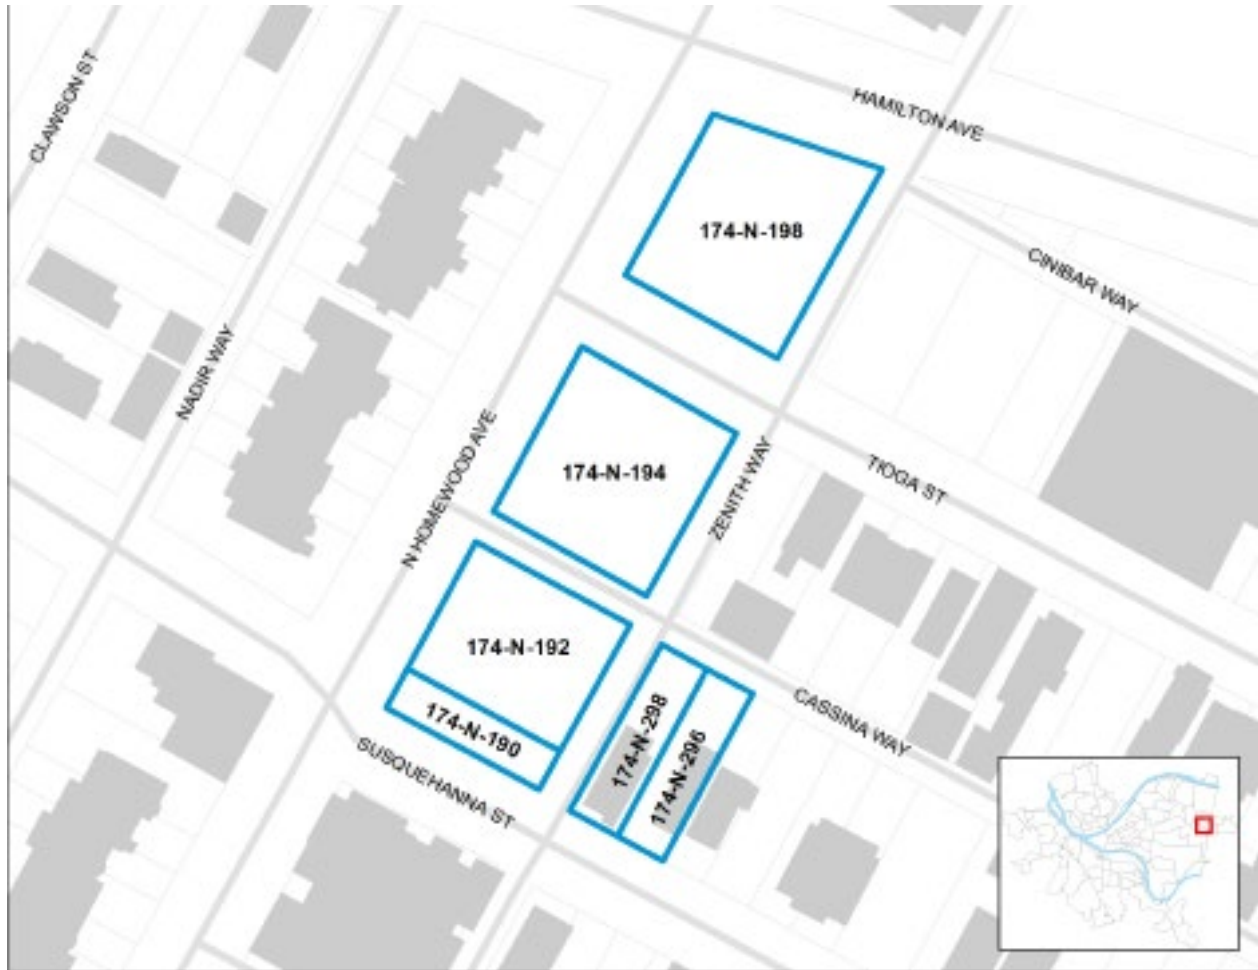 CLAWSON ST
HAMILTON AVE
174-N-198
CINIBAR WAY
NADIR WAY
N HOMEWOOD AVE
174-N-194
ZENITH WAY
TIOGA ST
174-N-192
174-N-190
174-N-298
174-N-296
CASSINA WAY
SUSQUEHANNA ST